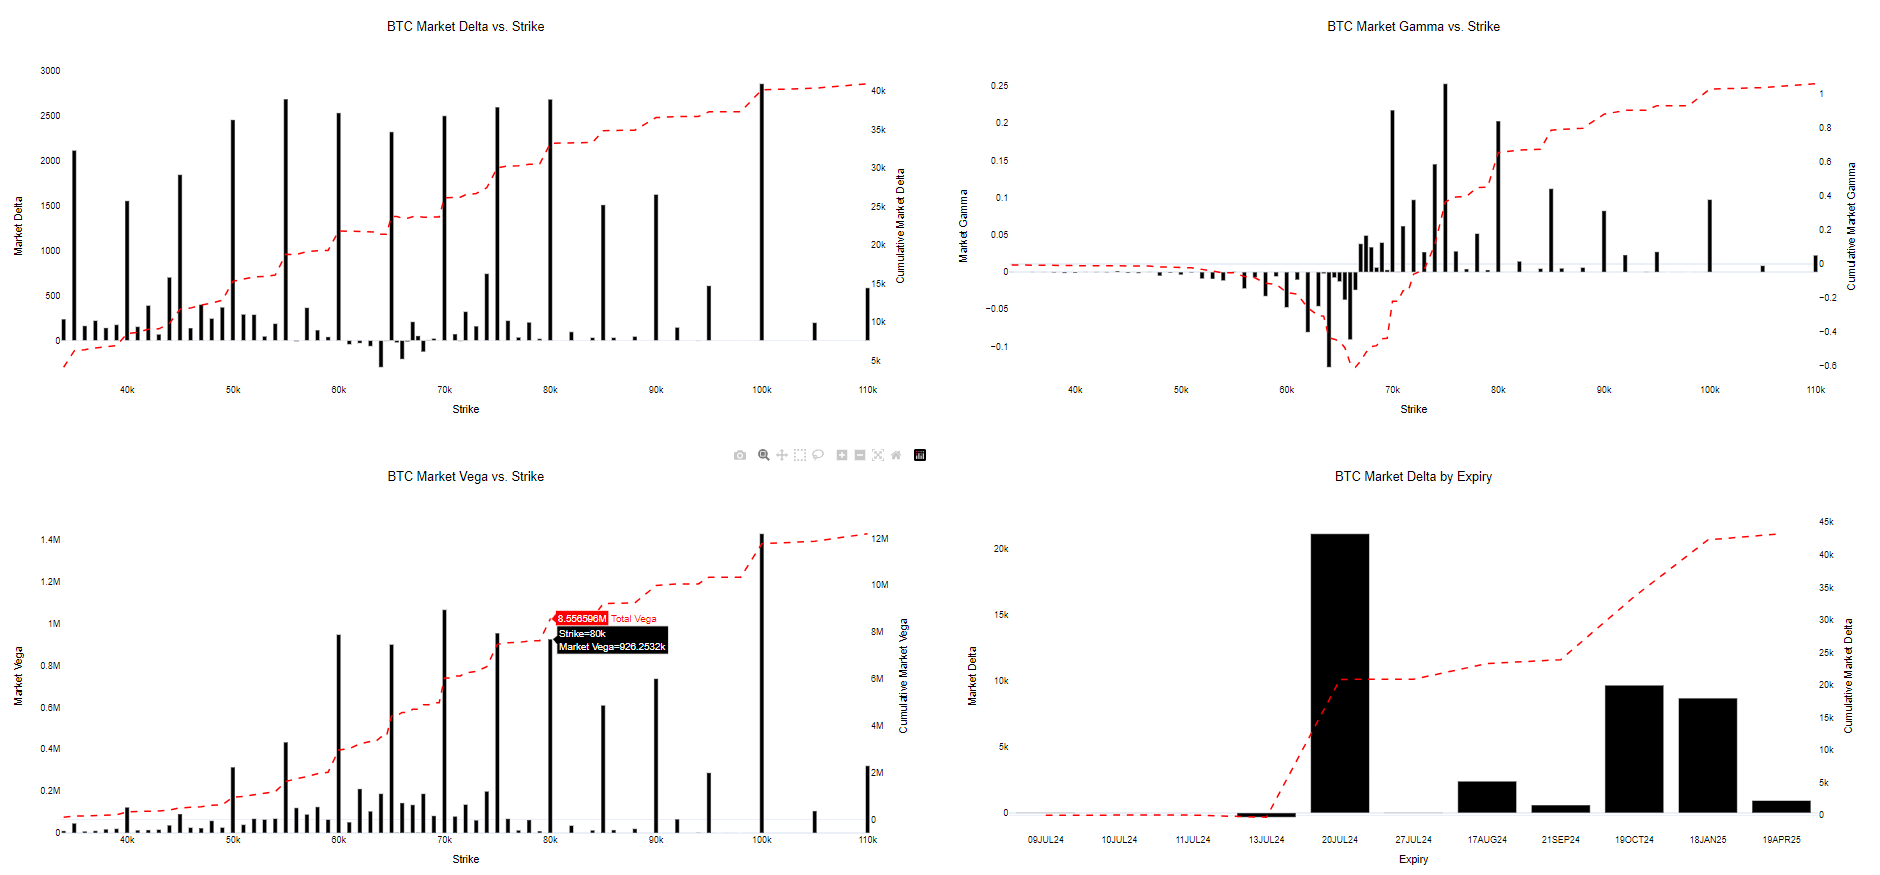 BTC Market Delta vs. Strike
3000
2500
2000
1500
1000
500
0
Market Delta
40k
35k
30k
25k
20k
15k
10k
5k
Cumulative Market Delta
40k
50k
60k
70k
80k
90k
100k
110k
Strike
BTC Market Gamma vs. Strike
0.25
0.2
0.15
0.1
0.05
0
−0.05
−0.1
Market Gamma
1
0.8
0.6
0.4
0.2
0
−0.2
−0.4
−0.6
Cumulative Market Gamma
40k
50k
60k
70k
80k
90k
100k
110k
Strike
BTC Market Vega vs. Strike
1.4M
1.2M
1M
0.8M
0.6M
0.4M
0.2M
0
Market Vega
8.556596M Total Vega
Strike=80k
Market Vega=926.2532k
12M
10M
8M
6M
4M
2M
0
Cumulative Market Vega
40k
50k
60k
70k
80k
90k
100k
110k
Strike
BTC Market Delta by Expiry
20k
15k
10k
5k
0
Market Delta
45k
40k
35k
30k
25k
20k
15k
10k
5k
0
Cumulative Market Delta
09JUL24
10JUL24
11JUL24
13JUL24
20JUL24
27JUL24
17AUG24
21SEP24
19OCT24
18JAN25
19APR25
Expiry